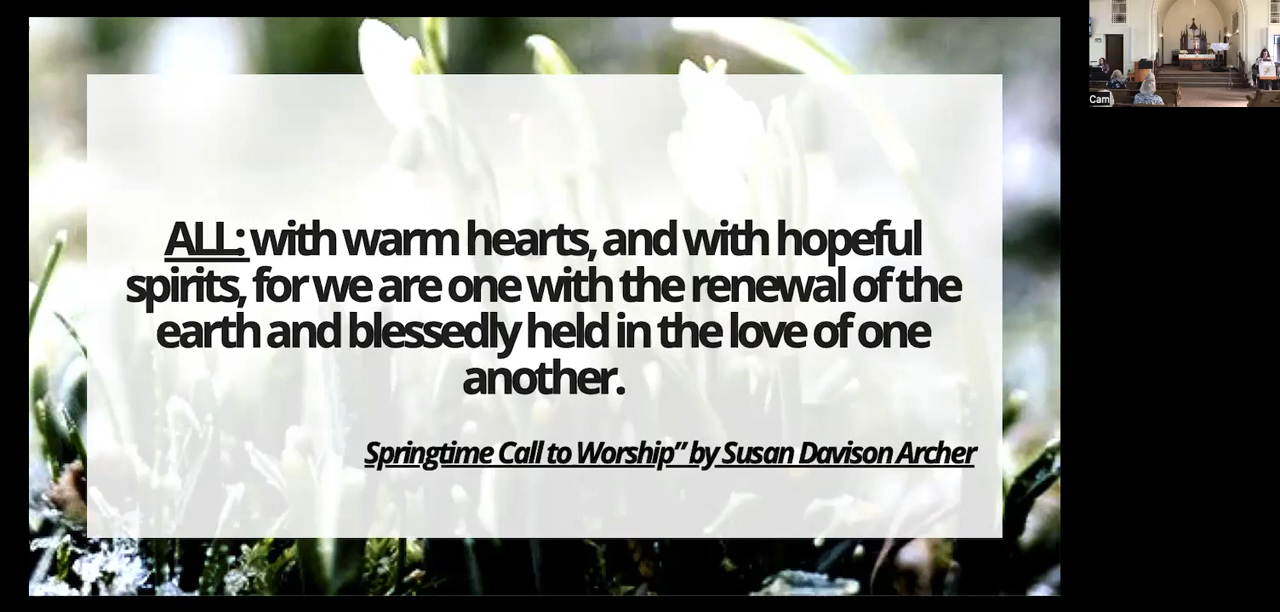 ALL: with warm hearts, and with hopeful
spirits, for we are one with the renewal of the
earth and blessedly held in the love of one
another.
Springtime Call to Worship” by Susan Davison Archer
Cam